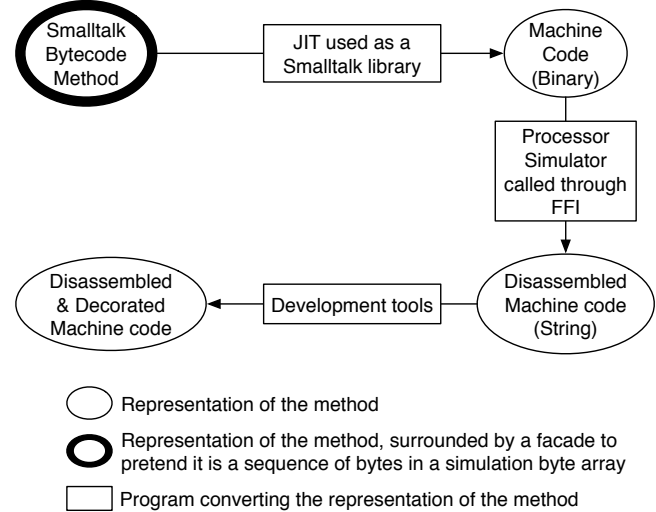 Smalltalk
Bytecode
Method
JIT used as a
Smalltalk library
Machine
Code
(Binary)
Processor
Simulator
called through
FFI
Disassembled
& Decorated
Machine code
Development tools
Disassembled
Machine code
(String)
Representation of the method
Representation of the method, surrounded by a facade to
pretend it is a sequence of bytes in a simulation byte array
Program converting the representation of the method